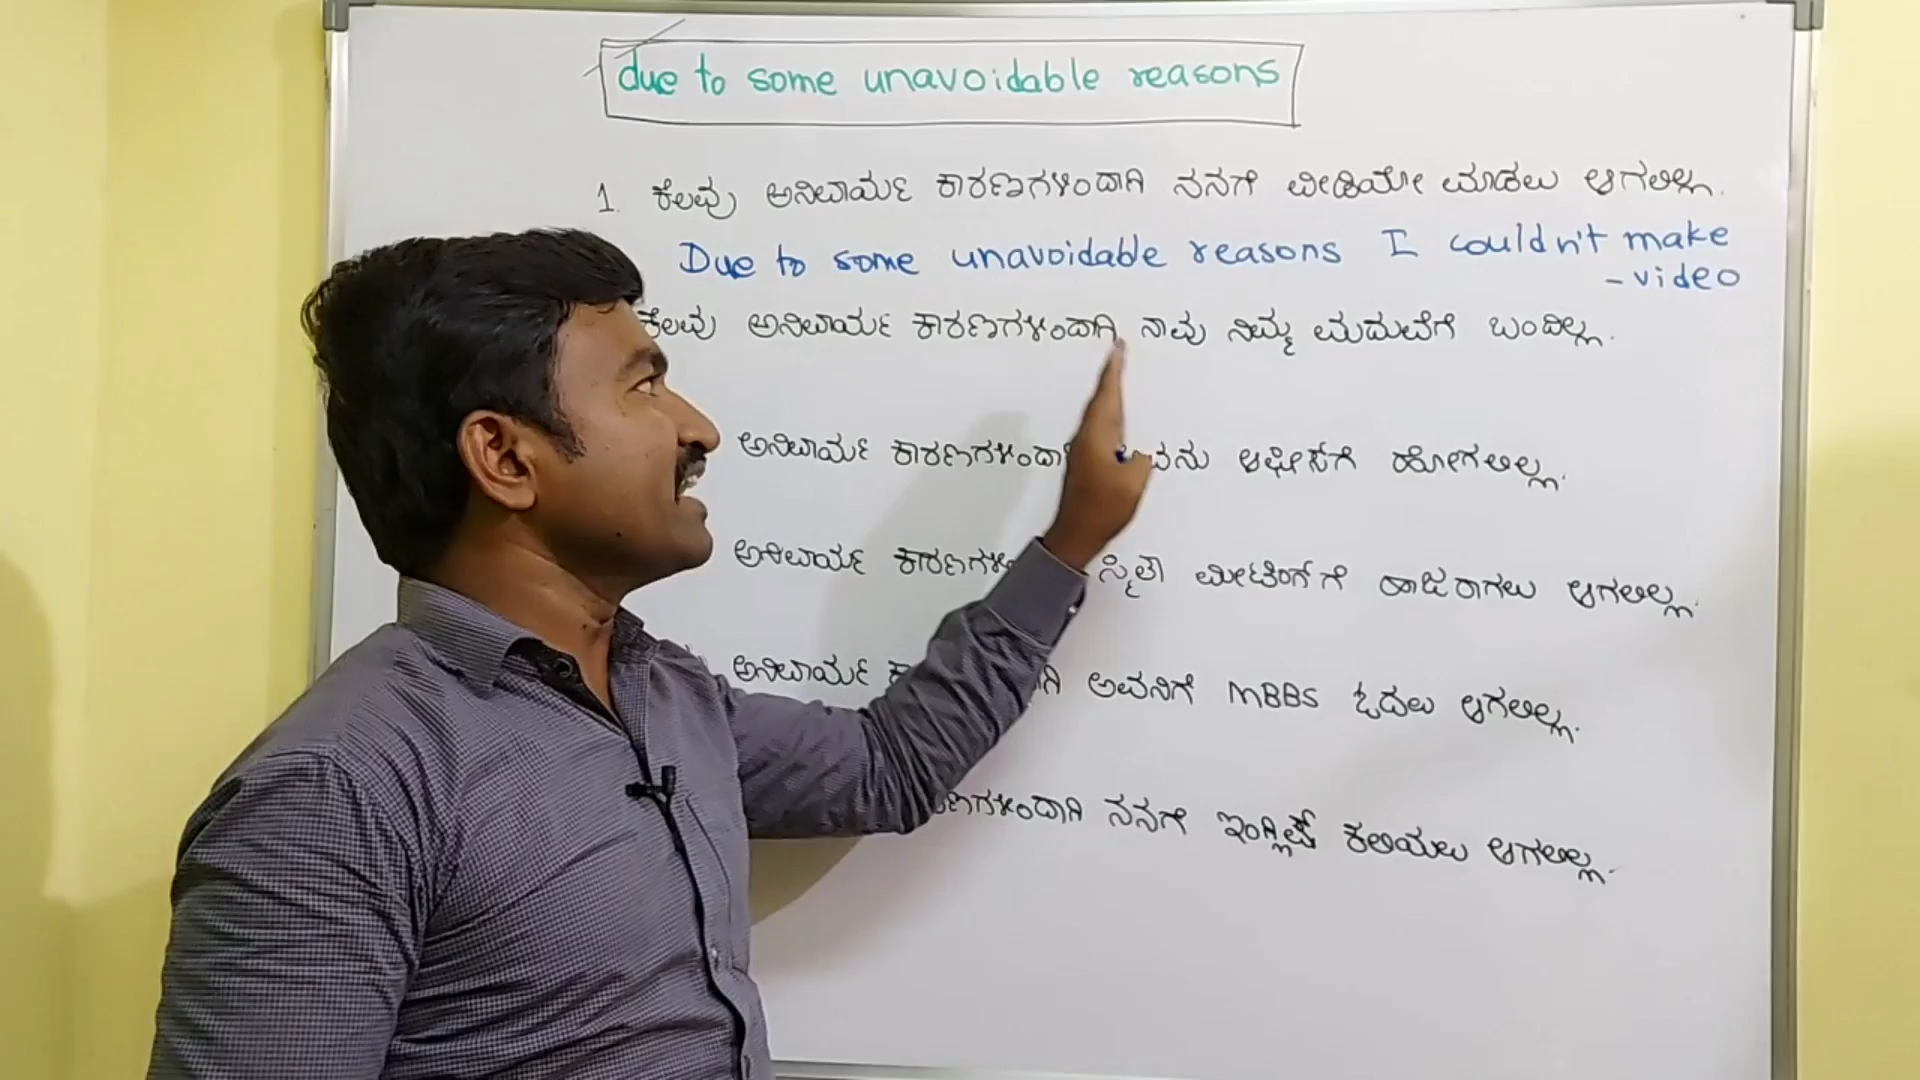 due to some unavoidable reasons
1. ಕೆಲವು ಅನಿವಾರ್ಯ ಕಾರಣಗಳಿಂದಾಗಿ ನನಗೆ ವೀಡಿಯೋ ಮಾಡಲು ಆಗಲಿಲ್ಲ.
Due to some unavoidable reasons I couldn't make
- video
ಕೆಲವು ಅನಿವಾರ್ಯ ಕಾರಣಗಳಿಂದಾಗಿ ನಾವು ನಿಮ್ಮ ಮದುವೆಗೆ ಬಂದಿಲ್ಲ.
ಅನಿವಾರ್ಯ ಕಾರಣಗಳಿಂದಾಗಿ ಅವನು ಆಫೀಸ್‌ಗೆ ಹೋಗಲಿಲ್ಲ.
ಅನಿವಾರ್ಯ ಸ್ಮಿತಾ ಮೀಟಿಂಗ್‌ಗೆ ಹಾಜರಾಗಲು ಆಗಲಿಲ್ಲ.
ಅನಿವಾರ್ಯ ಅವನಿಗೆ MBBS ಓದಲು ಆಗಲಿಲ್ಲ.
ನನಗೆ ಇಂಗ್ಲಿಷ್ ಕಲಿಯಲು ಆಗಲಿಲ್ಲ.